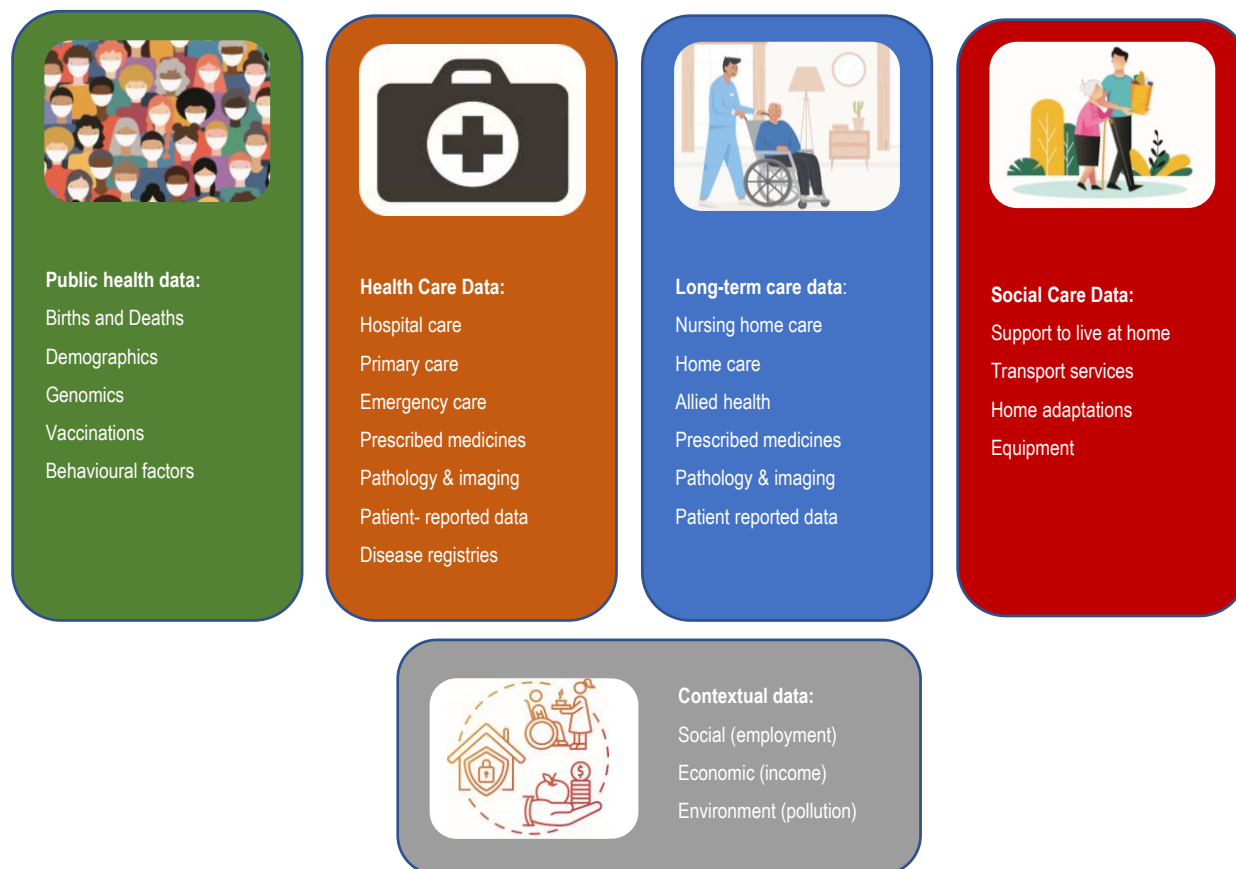 Public health data:
Births and Deaths
Demographics
Genomics
Vaccinations
Behavioural factors
Health Care Data:
Hospital care
Primary care
Emergency care
Prescribed medicines
Pathology & imaging
Patient- reported data
Disease registries
Long-term care data:
Nursing home care
Home care
Allied health
Prescribed medicines
Pathology & imaging
Patient reported data
Social Care Data:
Support to live at home
Transport services
Home adaptations
Equipment
Contextual data:
Social (employment)
Economic (income)
Environment (pollution)
$